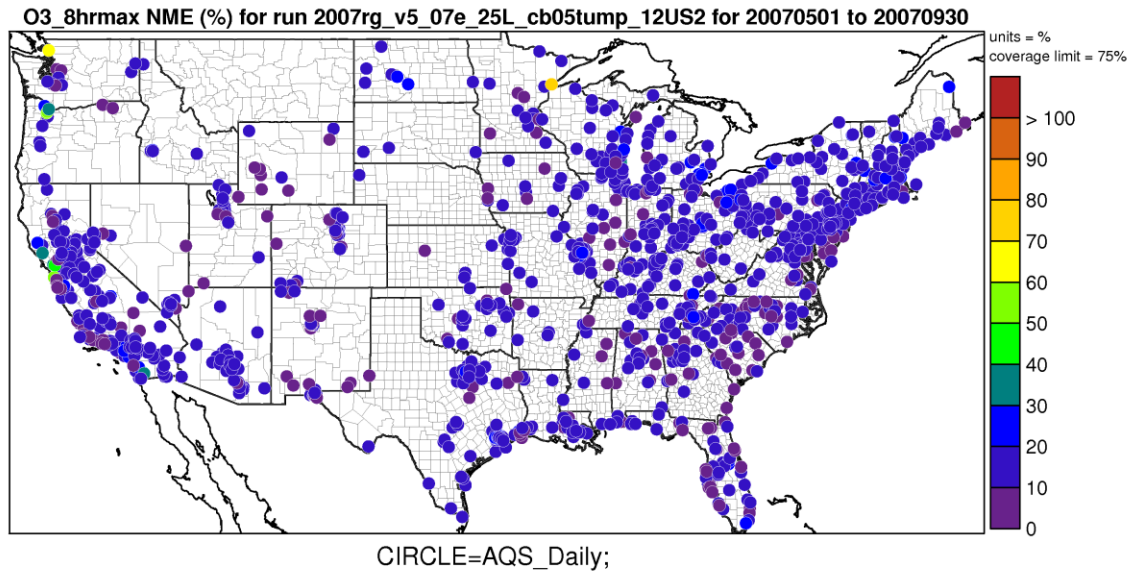 O3_8hrmax NME (%) for run 2007rg_v5_07e_25L_cb05tump_12US2 for 20070501 to 20070930
units = %
coverage limit = 75%
> 100
90
80
70
60
50
40
30
20
10
0
CIRCLE=AQS_Daily;